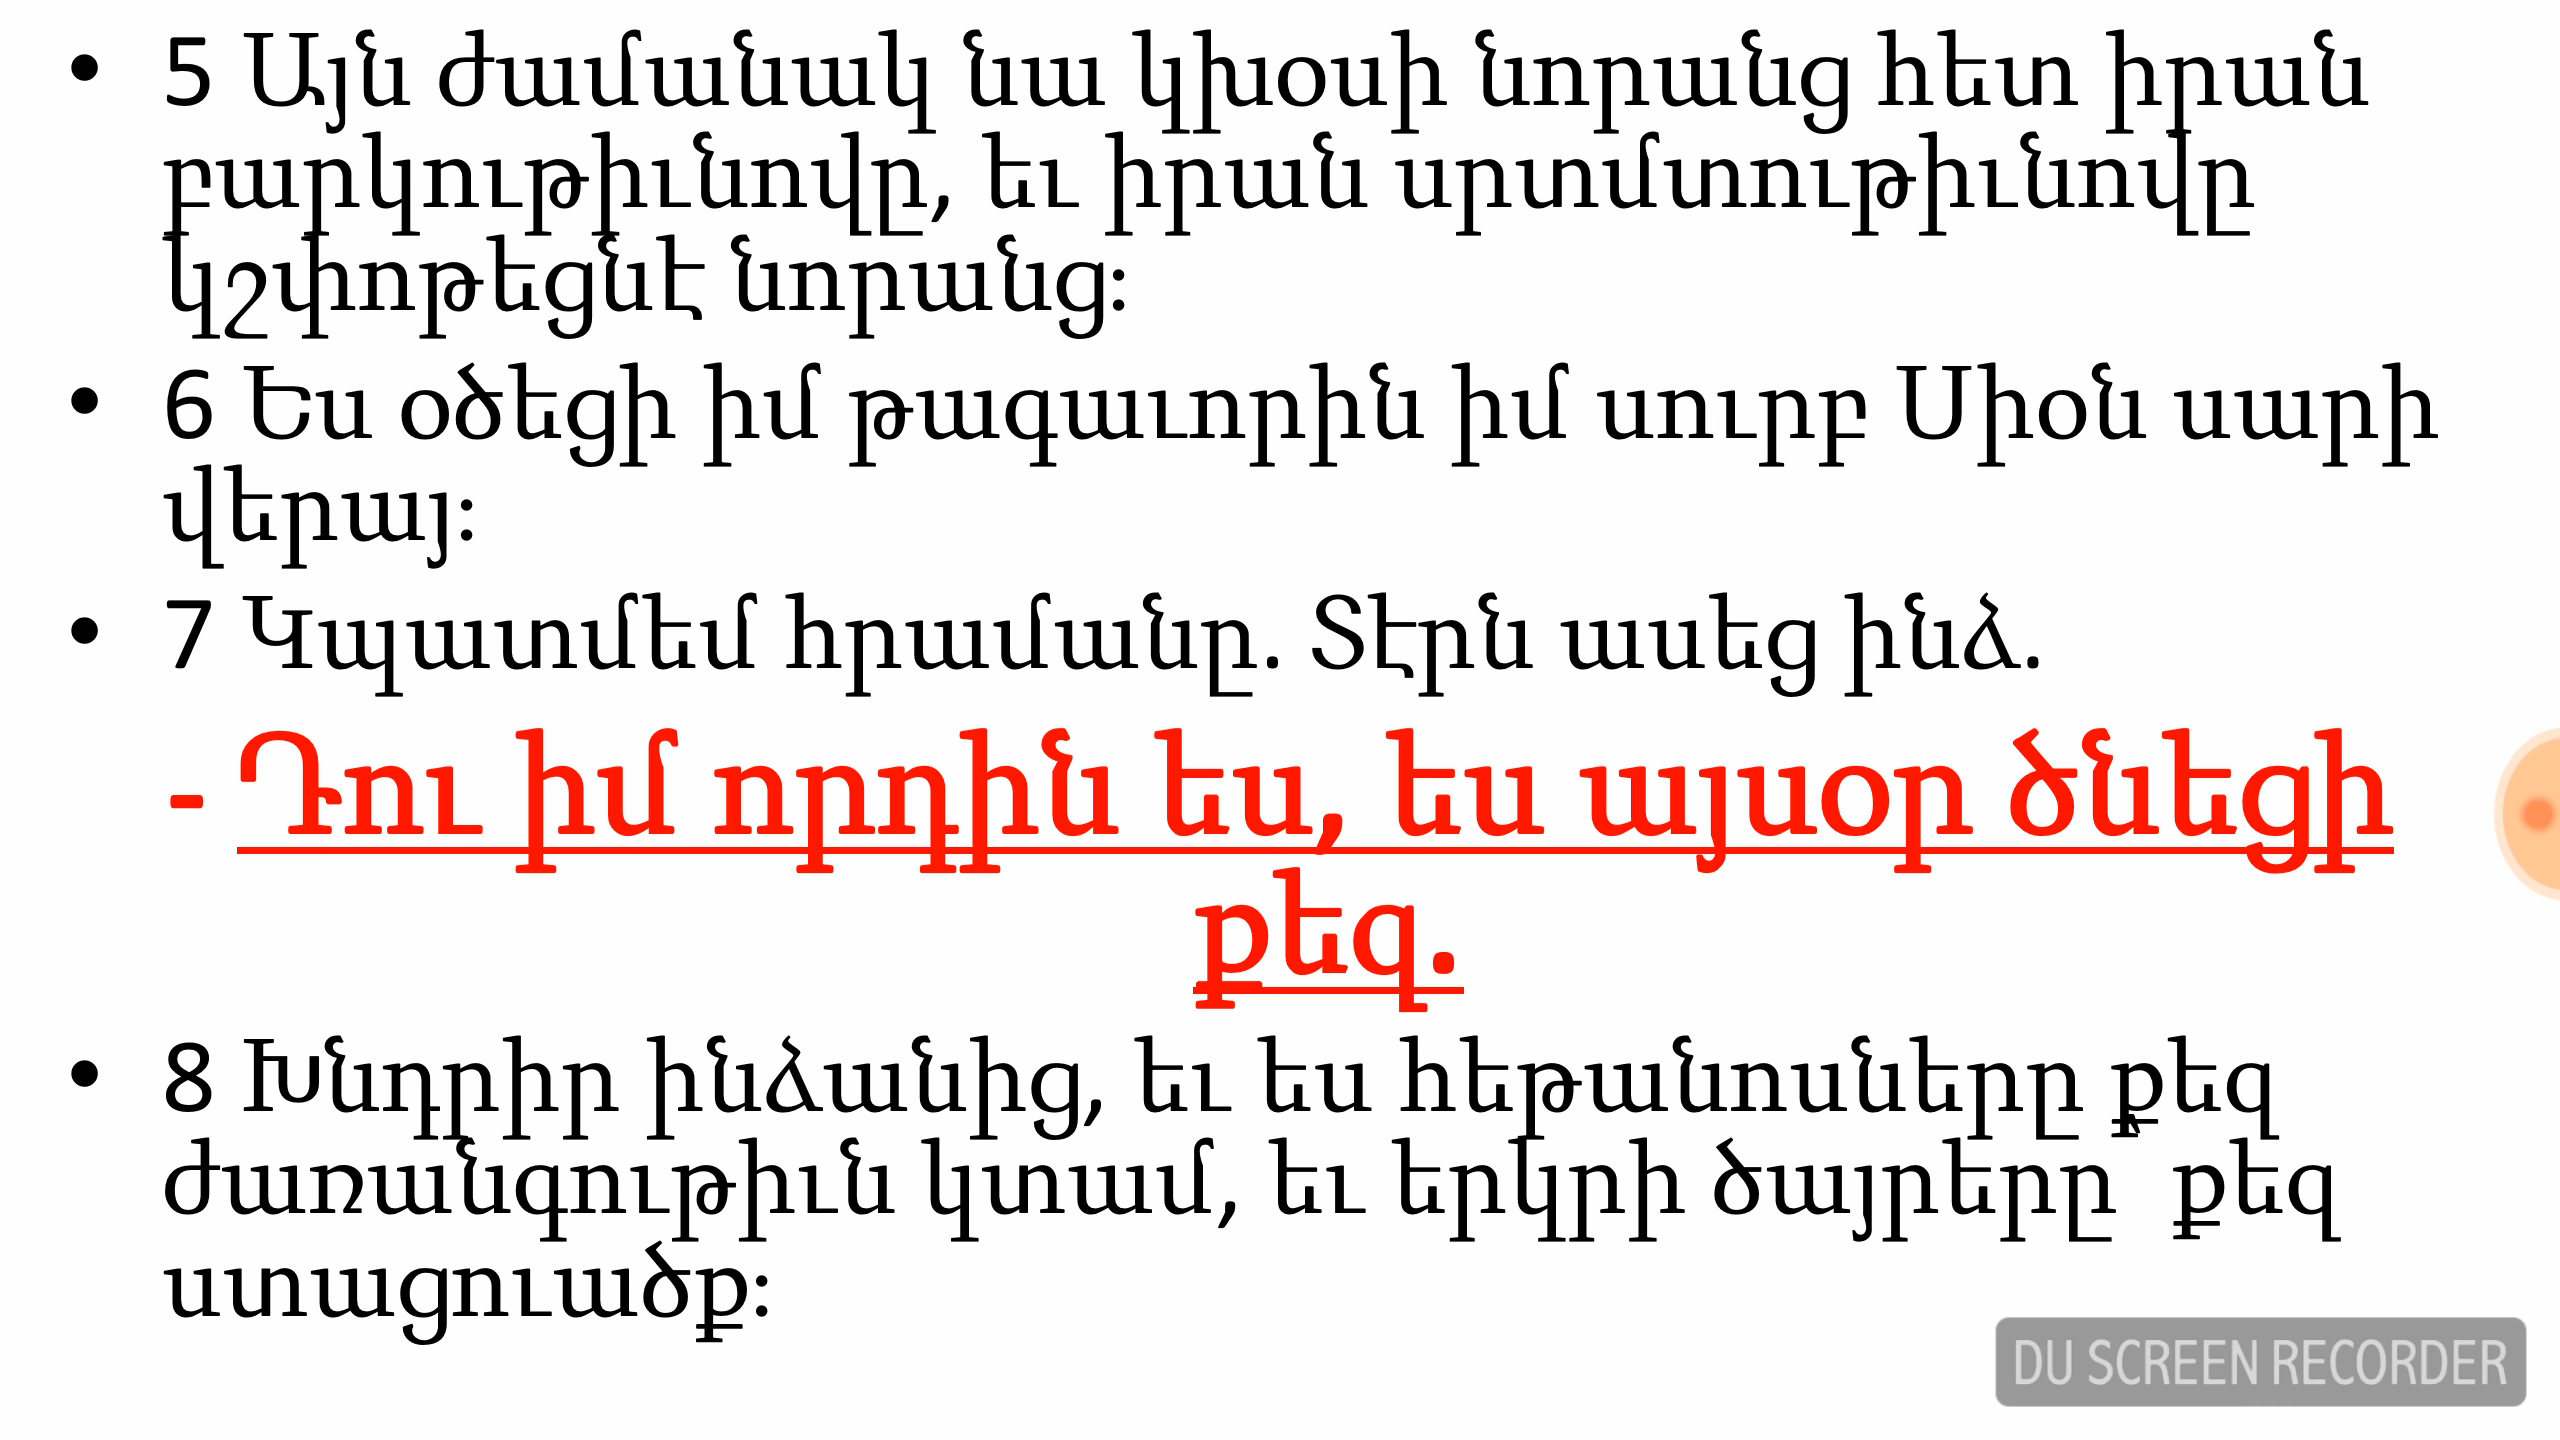 • 5 Այն ժամանակ նա կխօսի նորանց հետ իրան
բարկութիւնովը, եւ իրան սրտմտութիւնովը
կշփոթեցնէ նորանց։
• 6 Ես օծեցի իմ թագաւորին իմ սուրբ Սիօն սարի
վերայ։
• 7 Կպատմեմ հրամանը. Տէրն ասեց ինձ.
- Դու իմ որդին ես, ես այսօր ծնեցի
քեզ.
• 8 Խնդրիր ինձանից, եւ ես հեթանոսները քեզ
ժառանգութիւն կտամ, եւ երկրի ծայրերը՝ քեզ
ստացուածք։
DU SCREEN RECORDER